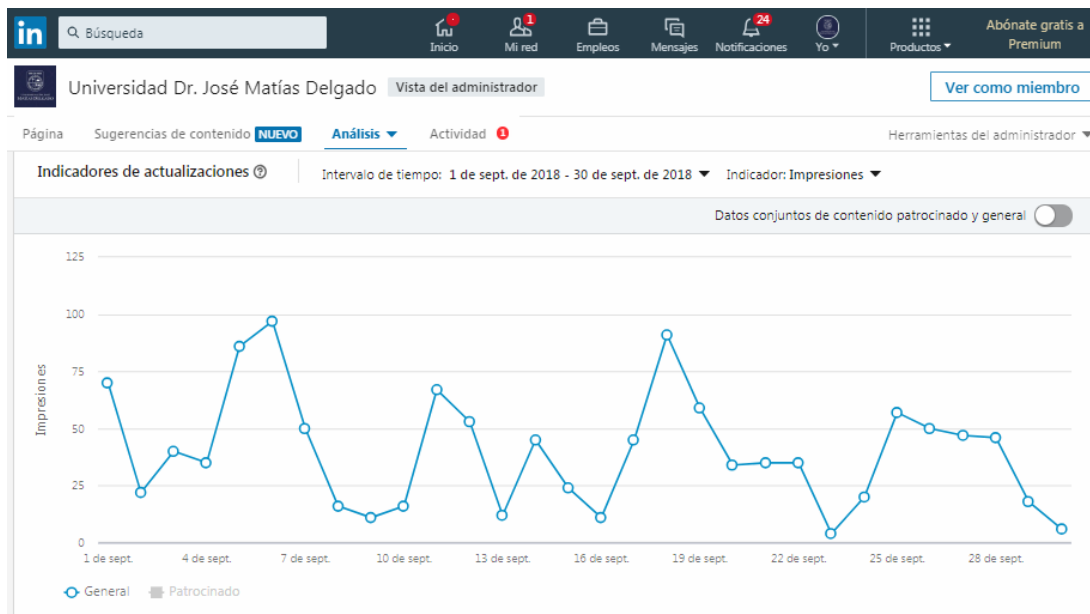 in
Búsqueda
Inicio
1
Mi red
Empleos
Mensajes
24
Notificaciones
Yo
Productos
Abónate gratis a
Premium
Universidad Dr. José Matías Delgado Vista del administrador
Ver como miembro
Página Sugerencias de contenido NUEVO Análisis Actividad 1
Herramientas del administrador
Indicadores de actualizaciones ? Intervalo de tiempo: 1 de sept. de 2018 - 30 de sept. de 2018 Indicador: Impresiones
Datos conjuntos de contenido patrocinado y general
Impresiones
125
100
75
50
25
0
1 de sept. 4 de sept. 7 de sept. 10 de sept. 13 de sept. 16 de sept. 19 de sept. 22 de sept. 25 de sept. 28 de sept.
General Patrocinado